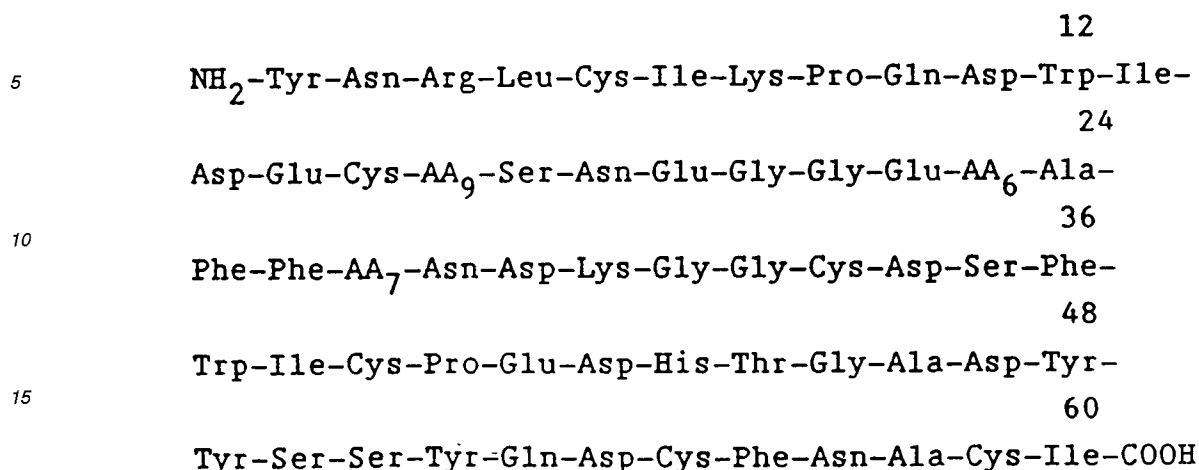 12
5 NH2-Tyr-Asn-Arg-Leu-Cys-Ile-Lys-Pro-Gln-Asp-Trp-Ile-
24
Asp-Glu-Cys-AA9-Ser-Asn-Glu-Gly-Gly-Glu-AA6-Ala-
36
10
Phe-Phe-AA7-Asn-Asp-Lys-Gly-Gly-Cys-Asp-Ser-Phe-
48
Trp-Ile-Cys-Pro-Glu-Asp-His-Thr-Gly-Ala-Asp-Tyr-
15
60
Tyr-Ser-Ser-Tyr-Gln-Asp-Cys-Phe-Asn-Ala-Cys-Ile-COOH